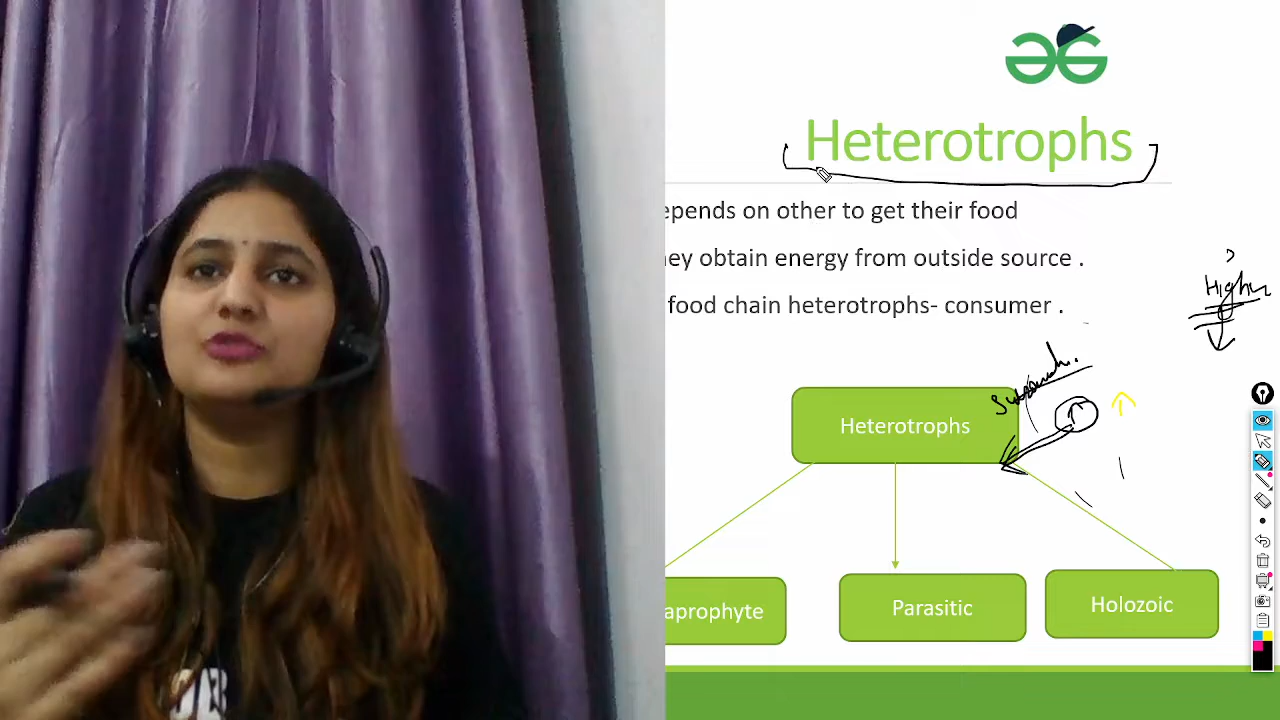 Heterotrophs
epends on other to get their food
ey obtain energy from outside source .
food chain heterotrophs- consumer .
Higher
Heterotrophs
aprophyte
Parasitic
Holozoic